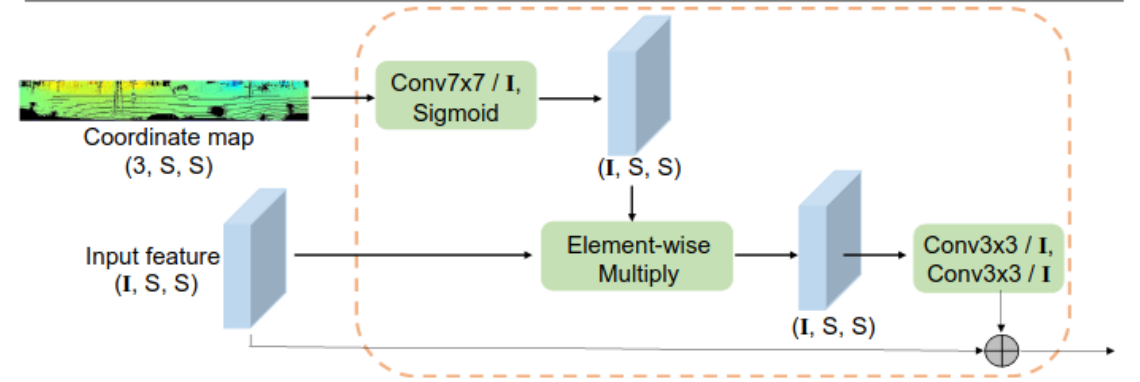 Conv7x7 / I,
Sigmoid
Coordinate map
(3, S, S)
(I, S, S)
Input feature
(I, S, S)
Element-wise
Multiply
Conv3x3 / I,
Conv3x3 / I
(I, S, S)